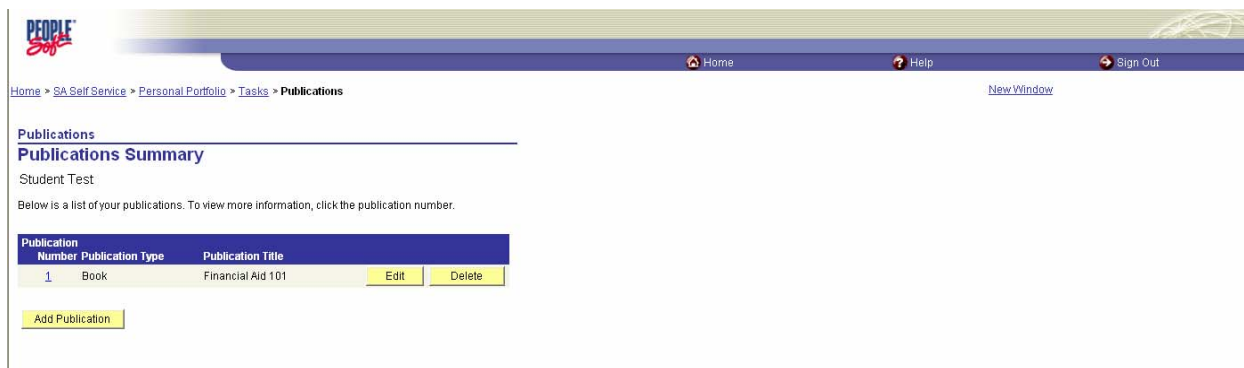 PEOPLE
Soft
Home Help Sign Out
Home > SA Self Service > Personal Portfolio > Tasks > Publications New Window
Publications
Publications Summary
Student Test
Below is a list of your publications. To view more information, click the publication number.
Publication
Number Publication Type Publication Title
1 Book Financial Aid 101 Edit Delete
Add Publication